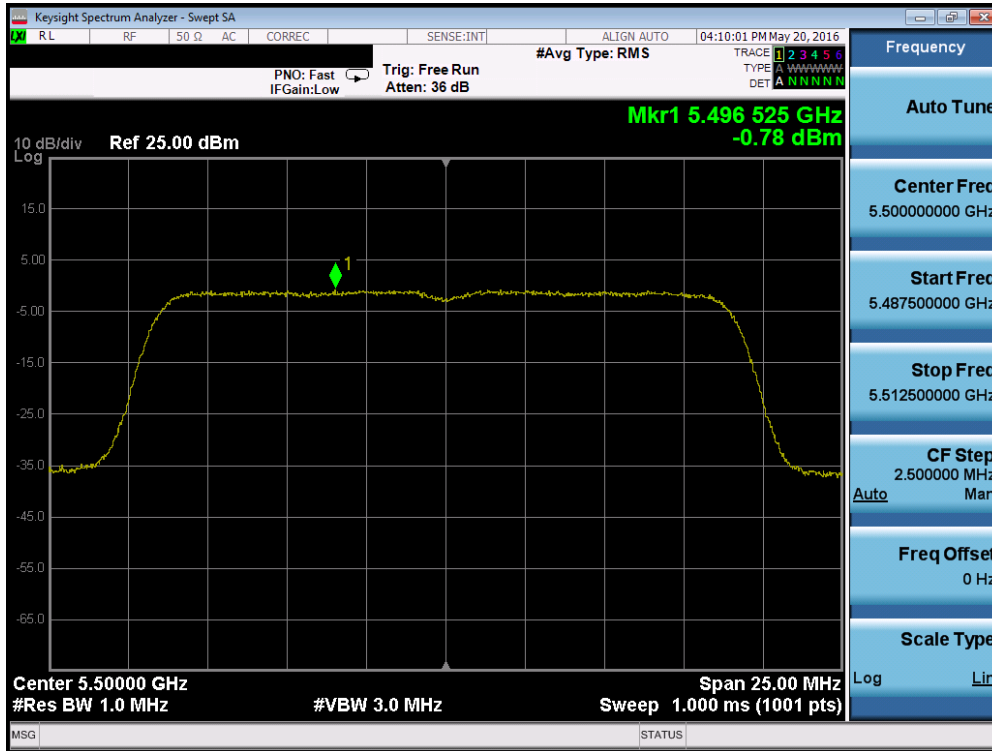 Keysight Spectrum Analyzer - Swept SA
LXI RL RF 50 Ω AC CORREC SENSE:INT ALIGN AUTO 04:10:01 PM May 20, 2016
PNO: Fast
IFGain:Low
Trig: Free Run
Atten: 36 dB
#Avg Type: RMS
TRACE 1 2 3 4 5 6
TYPE A W W W W W
DET A N N N N N
Mkr1 5.496 525 GHz
-0.78 dBm
10 dB/div Ref 25.00 dBm
Log
15.0
5.00
1
-5.00
-15.0
-25.0
-35.0
-45.0
-55.0
-65.0
Center 5.50000 GHz Span 25.00 MHz
#Res BW 1.0 MHz #VBW 3.0 MHz Sweep 1.000 ms (1001 pts)
MSG STATUS
Frequency
Auto Tune
Center Freq
5.500000000 GHz
Start Freq
5.487500000 GHz
Stop Freq
5.512500000 GHz
CF Step
2.500000 MHz
Auto Man
Freq Offset
0 Hz
Scale Type
Log Lin